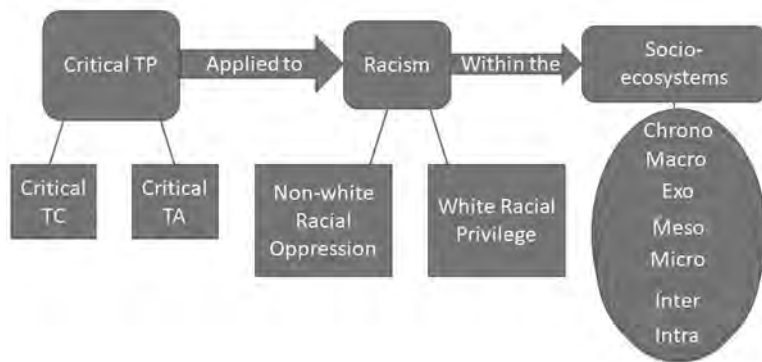 Critical TP
Applied to
Racism
Within the
Socio-
ecosystems
Critical
TC
Critical
TA
Non-white
Racial
Oppression
White Racial
Privilege
Chrono
Macro
Exo
Meso
Micro
Inter
Intra